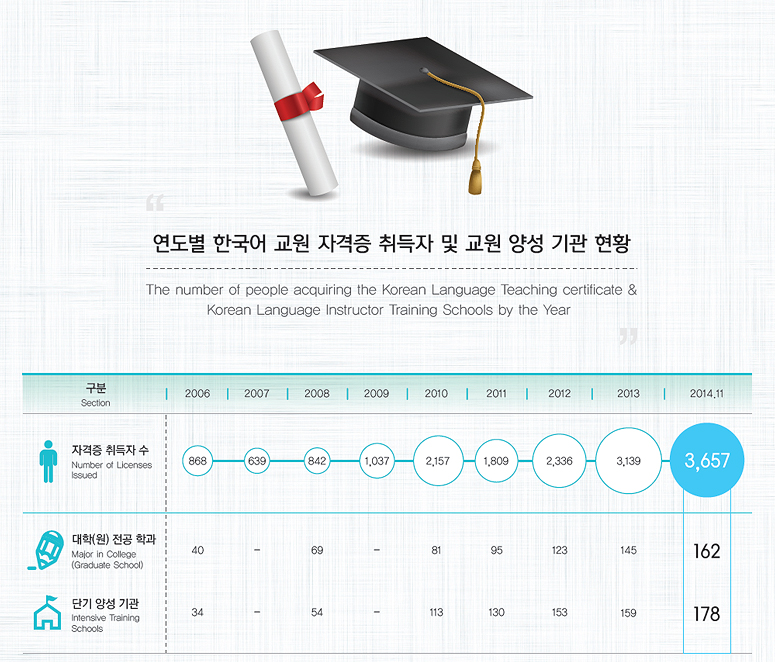 “
연도별 한국어 교원 자격증 취득자 및 교원 양성 기관 현황
The number of people acquiring the Korean Language Teaching certificate &
Korean Language Instructor Training Schools by the Year
”
구분 2006 2007 2008 2009 2010 2011 2012 2013 2014.11
Section
자격증 취득자 수
Number of Licenses
Issued
868 639 842 1,037 2,157 1,809 2,336 3,139 3,657
대학(원) 전공 학과
Major in College
(Graduate School)
40 – 69 – 81 95 123 145 162
단기 양성 기관
Intensive Training
Schools
34 – 54 – 113 130 153 159 178